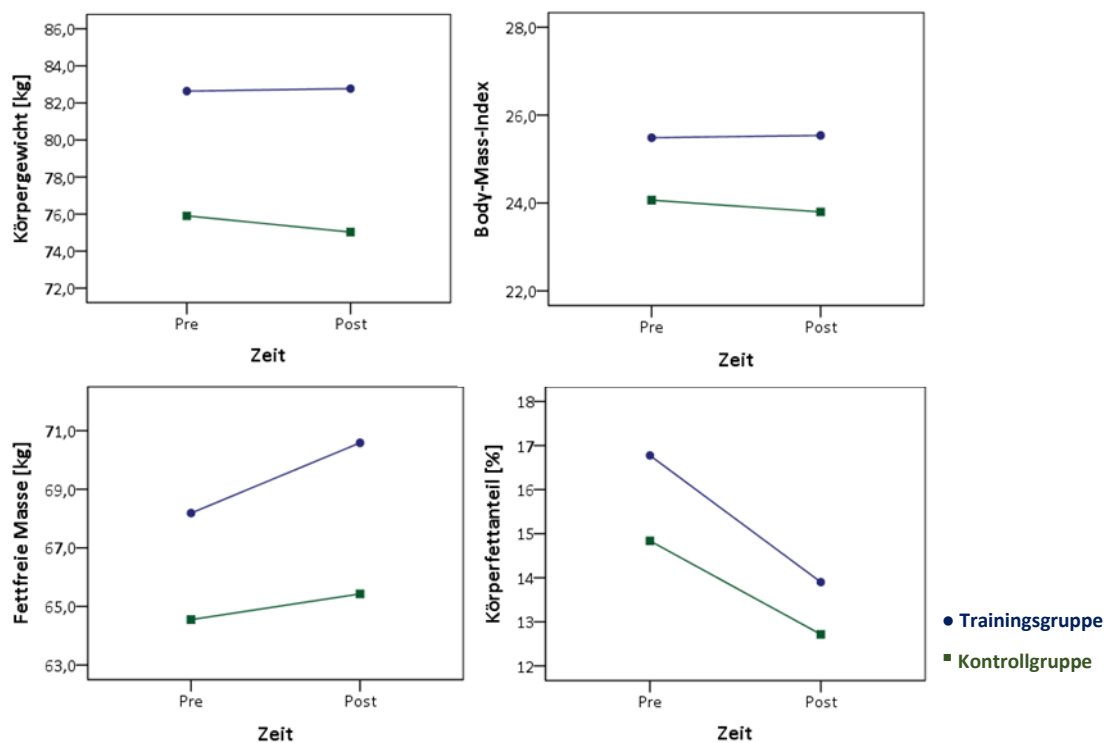 Körpergewicht [kg]
86,0
84,0
82,0
80,0
78,0
76,0
74,0
72,0
Pre
Post
Zeit
Body-Mass-Index
28,0
26,0
24,0
22,0
Pre
Post
Zeit
Fettfreie Masse [kg]
71,0
69,0
67,0
65,0
63,0
Pre
Post
Zeit
Körperfettanteil [%]
18
17
16
15
14
13
12
Pre
Post
Zeit
Trainingsgruppe
Kontrollgruppe